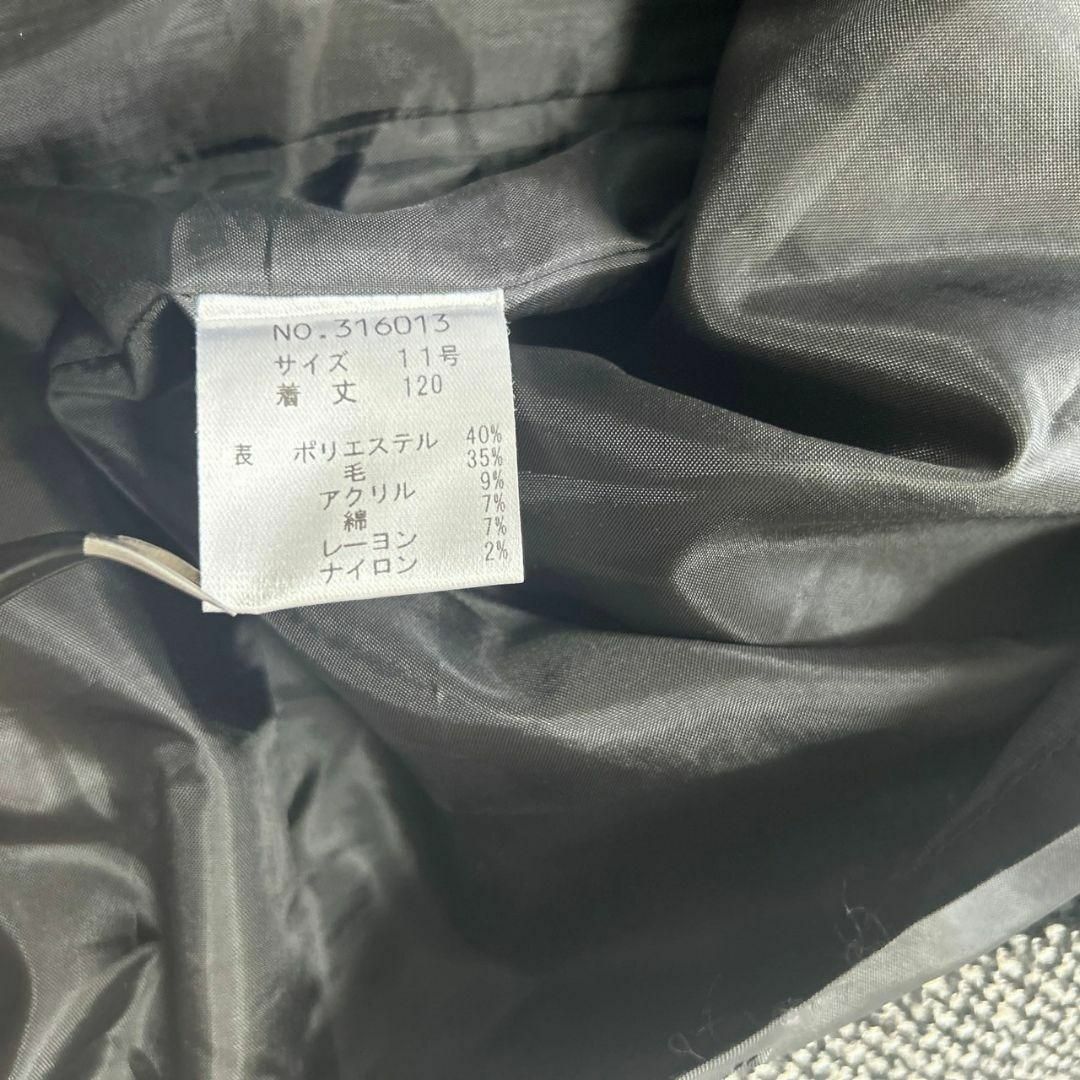 NO.316013
サイズ 11号
着丈 120
表 ポリエステル 40%
毛 35%
アクリル 9%
綿 7%
レーヨン 7%
ナイロン 2%